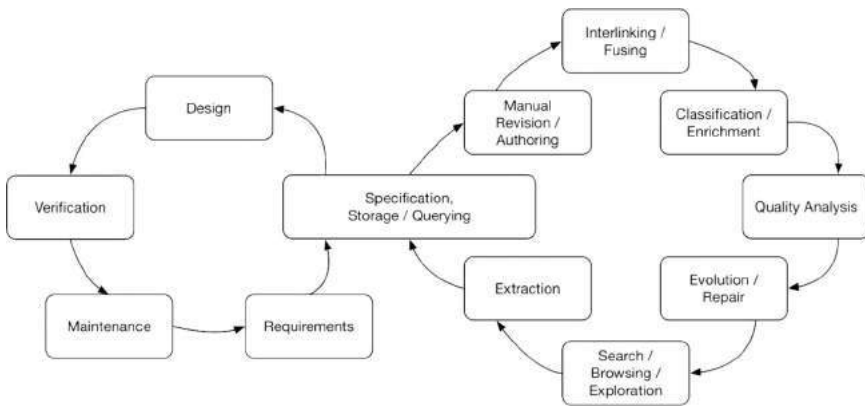 Interlinking /
Fusing
Design
Manual
Revision /
Authoring
Classification /
Enrichment
Verification
Specification,
Storage / Querying
Quality Analysis
Extraction
Evolution /
Repair
Maintenance
Requirements
Search /
Browsing /
Exploration